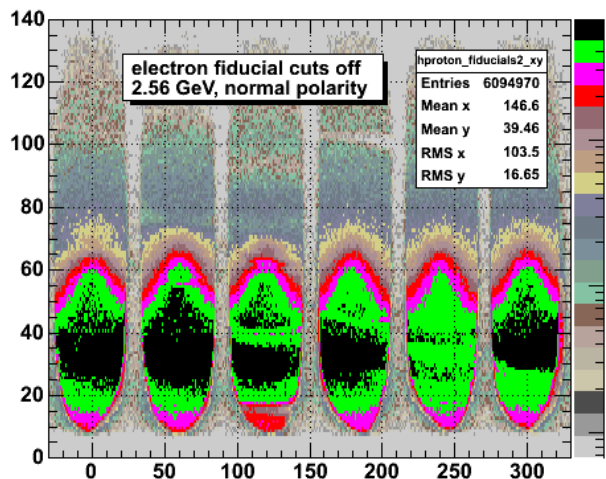 140
120
100
80
60
40
20
0
electron fiducial cuts off
2.56 GeV, normal polarity
hproton_fiducials2_xy
Entries 6094970
Mean x 146.6
Mean y 39.46
RMS x 103.5
RMS y 16.65
0 50 100 150 200 250 300